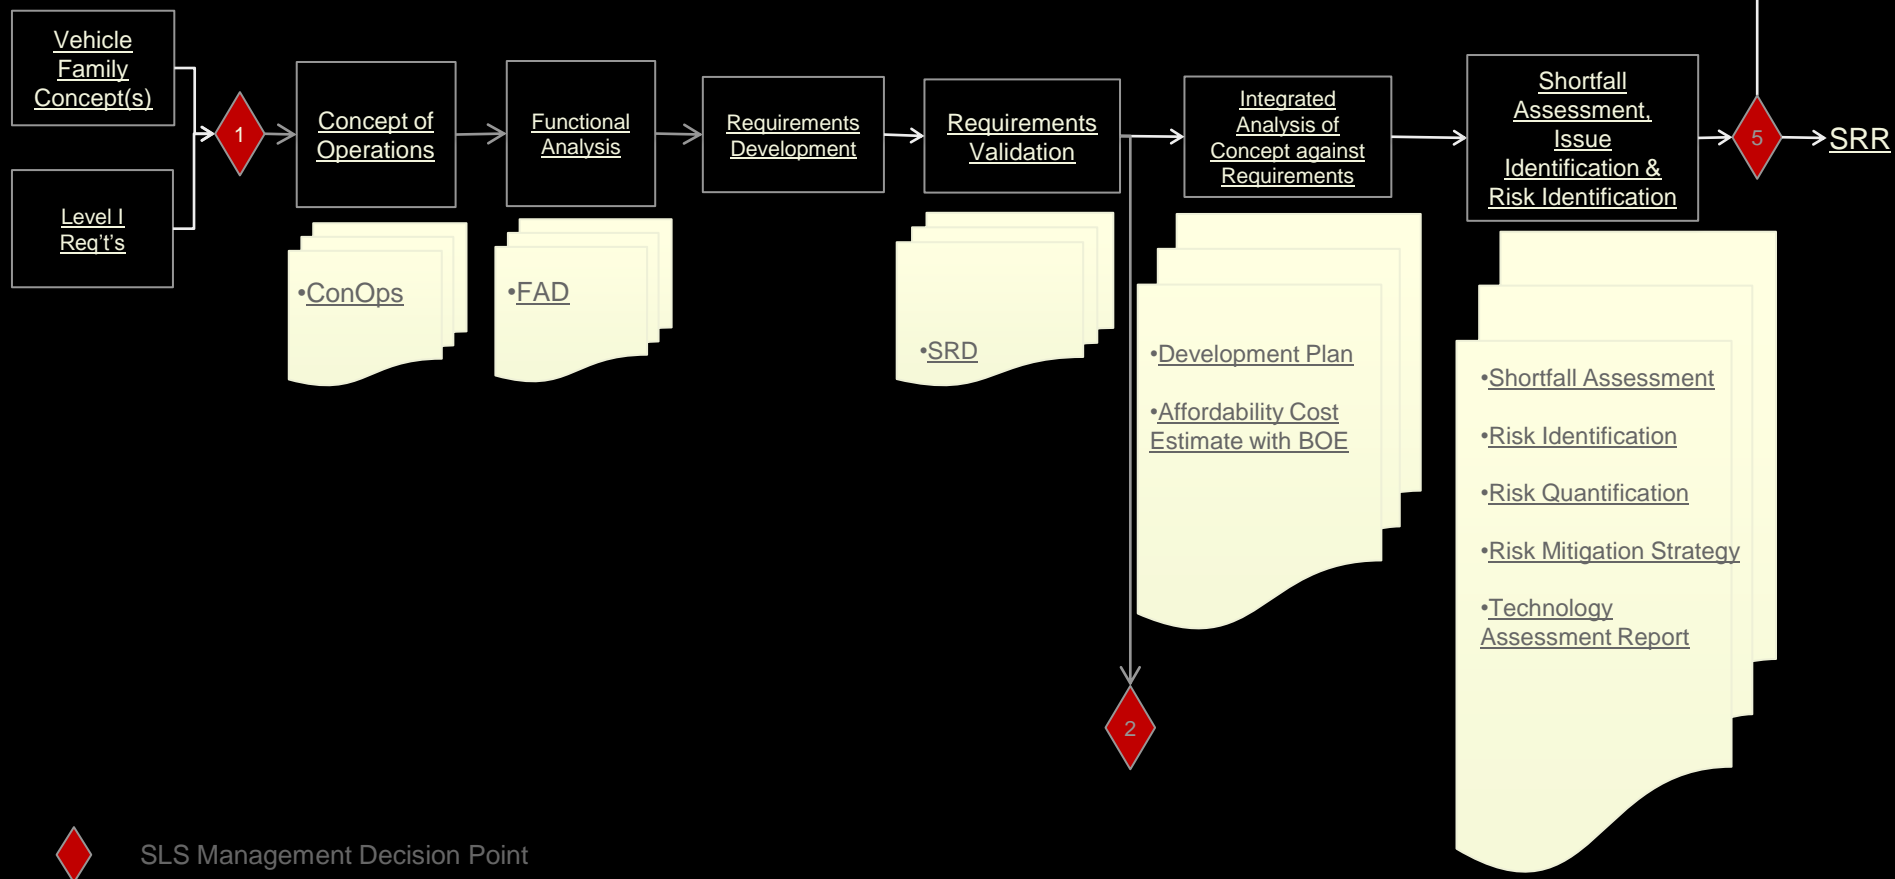 Vehicle
Family
Concept(s)
Level I
Req't's
1
Concept of
Operations
Functional
Analysis
Requirements
Development
Requirements
Validation
Integrated
Analysis of
Concept against
Requirements
Shortfall
Assessment,
Issue
Identification &
Risk Identification
5
SRR
•ConOps
•FAD
•SRD
•Development Plan
•Affordability Cost
Estimate with BOE
•Shortfall Assessment
•Risk Identification
•Risk Quantification
•Risk Mitigation Strategy
•Technology
Assessment Report
2
SLS Management Decision Point